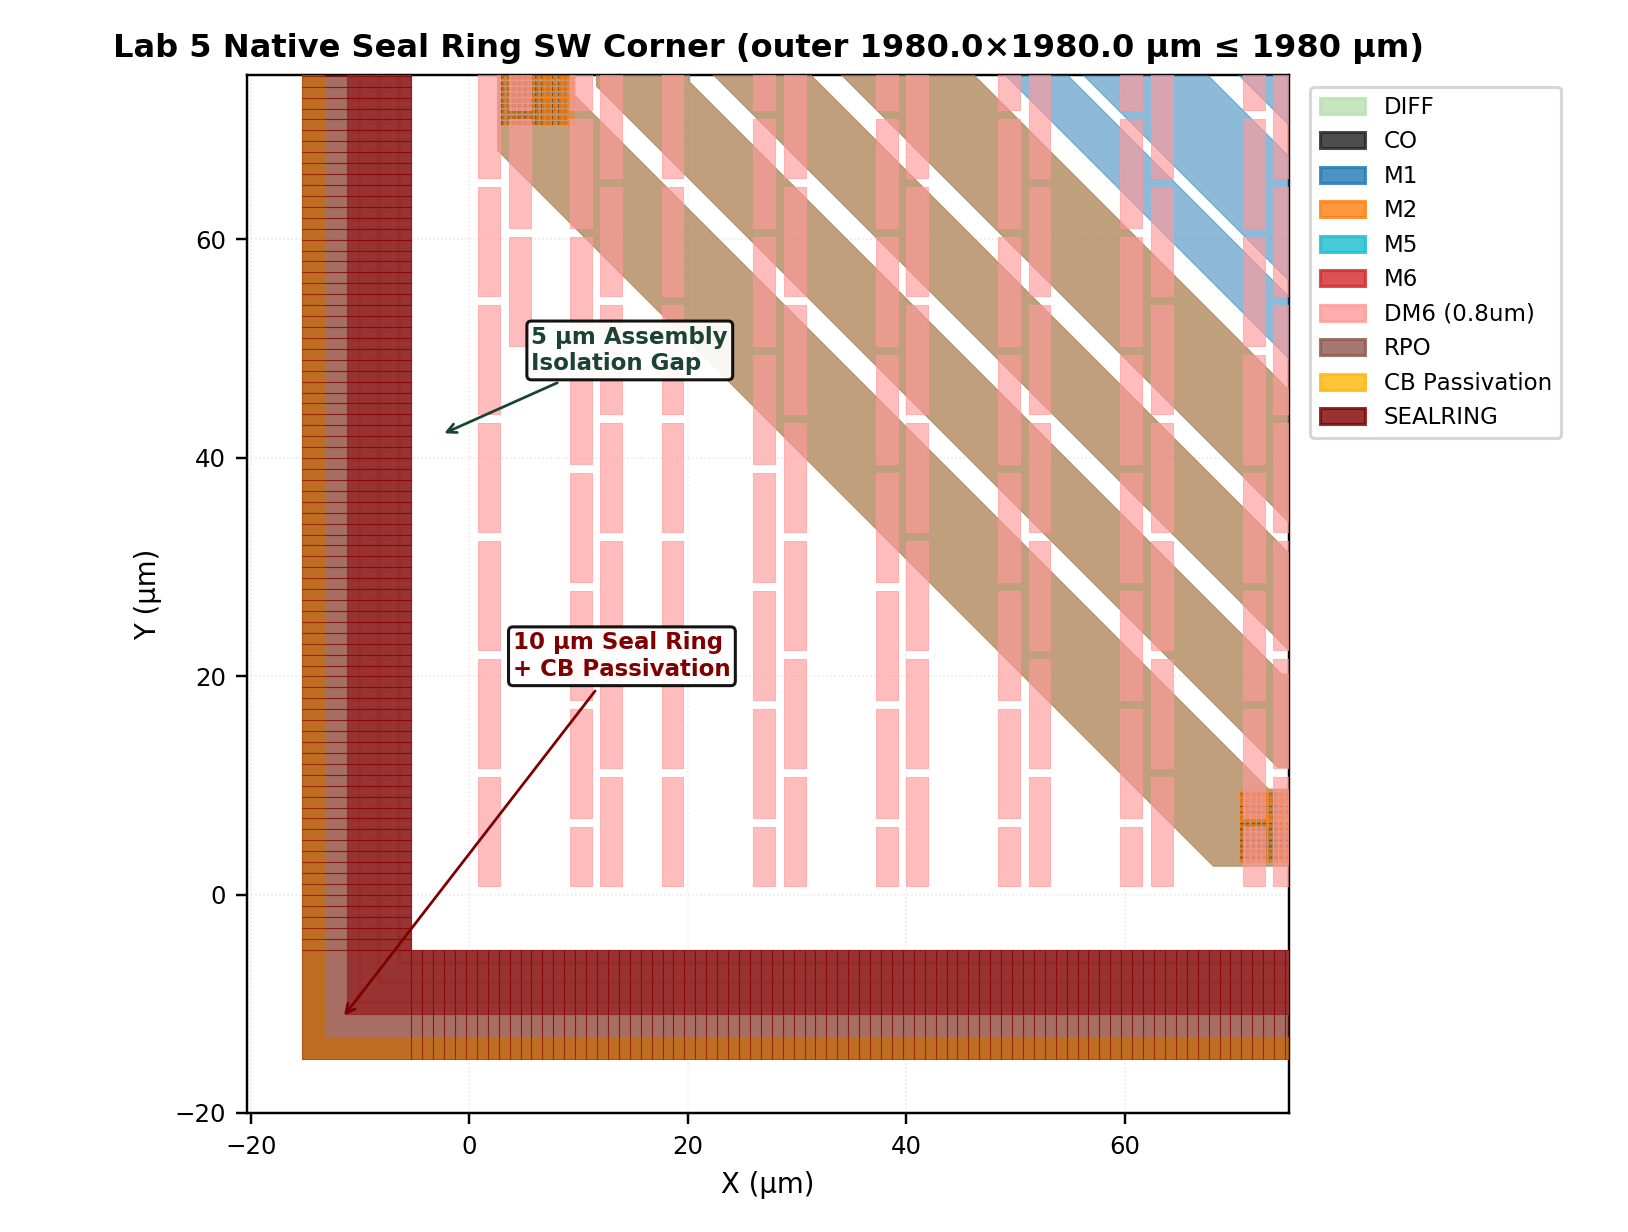 Lab 5 Native Seal Ring SW Corner (outer 1980.0×1980.0 µm ≤ 1980 µm)
DIFF
CO
M1
M2
M5
M6
DM6 (0.8um)
RPO
CB Passivation
SEALRING
5 µm Assembly
Isolation Gap
10 µm Seal Ring
+ CB Passivation
Y (µm)
60
40
20
0
−20
−20
0
20
40
60
X (µm)